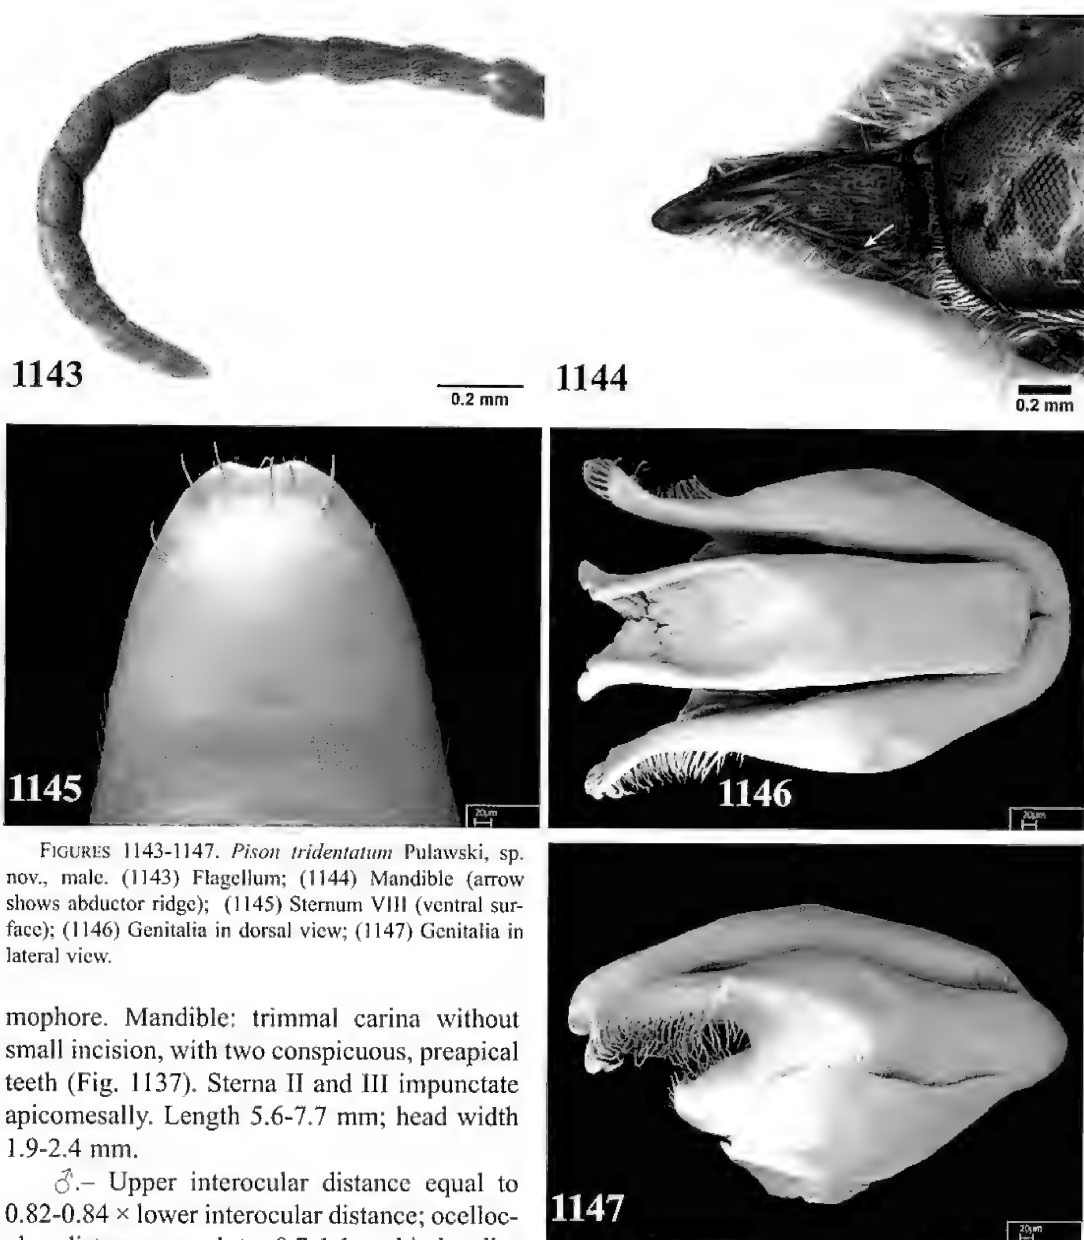 1143
0.2 mm
1144
0.2 mm
1145
20µm
1146
20µm
FIGURES 1143-1147. Pison tridentatum Pulawski, sp.
nov., male. (1143) Flagellum; (1144) Mandible (arrow
shows abductor ridge); (1145) Sternum VIII (ventral sur-
face); (1146) Genitalia in dorsal view; (1147) Genitalia in
lateral view.
mophore. Mandible: trimmal carina without
small incision, with two conspicuous, preapical
teeth (Fig. 1137). Sterna II and III impunctate
apicomesally. Length 5.6-7.7 mm; head width
1.9-2.4 mm.
♂.– Upper interocular distance equal to
0.82-0.84 × lower interocular distance; ocelloc-
1147
20µm